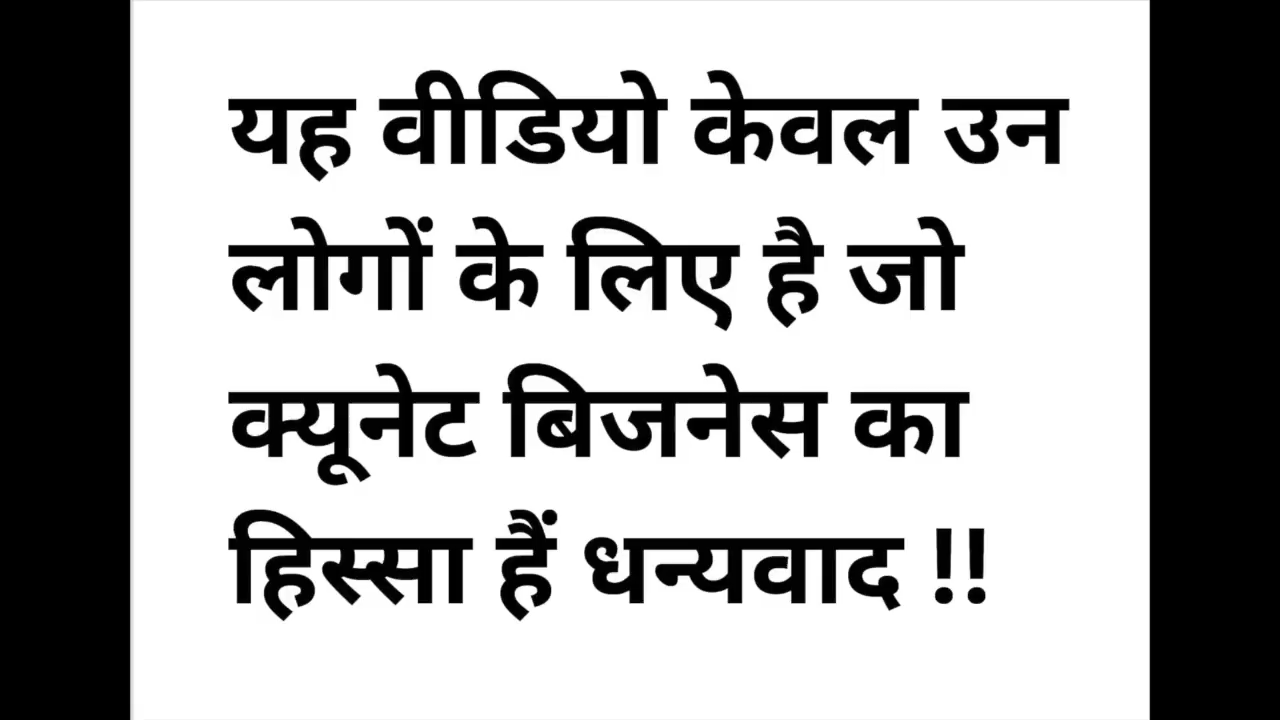 यह वीडियो केवल उन
लोगों के लिए है जो
क्यूनेट बिजनेस का
हिस्सा हैं धन्यवाद !!